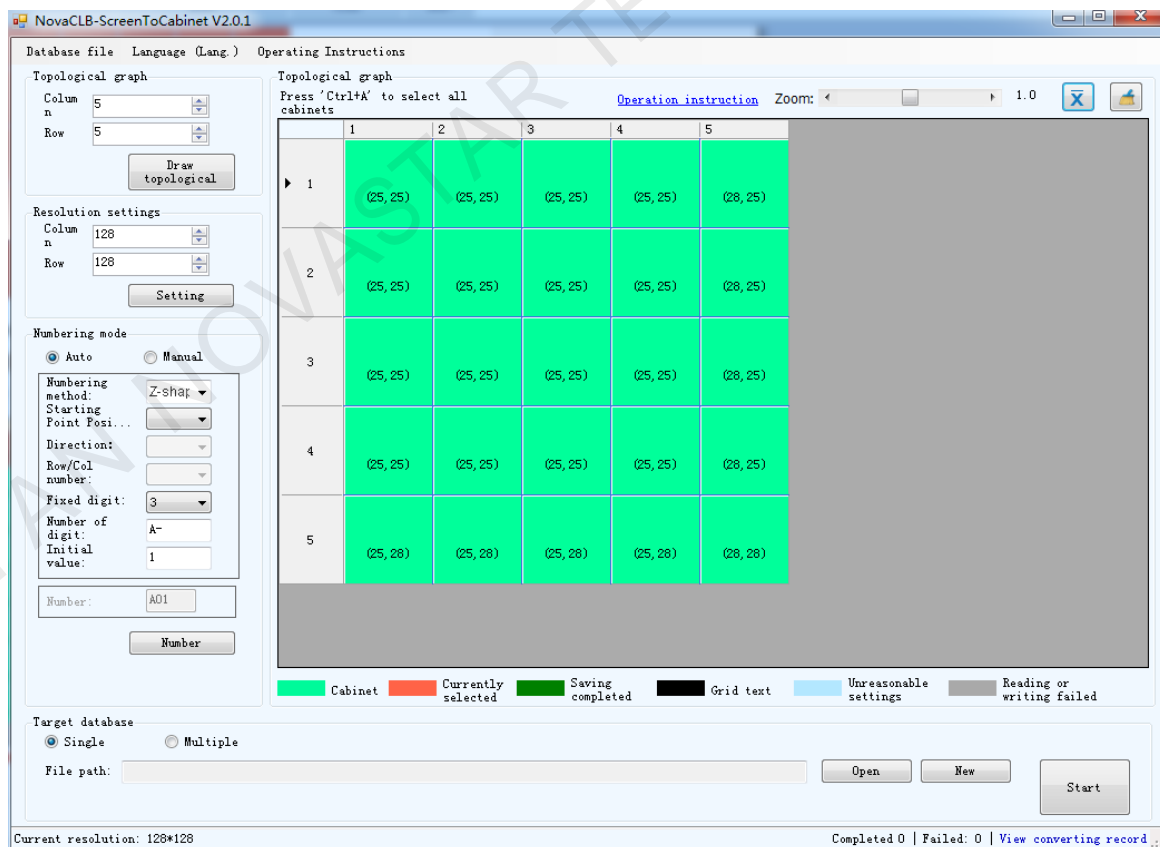 NovaCLB-ScreenToCabinet V2.0.1
Database file Language (Lang.) Operating Instructions
Topological graph
Colum
n
5
Row 5
Draw
topological
Resolution settings
Colum
n
128
Row 128
Setting
Numbering mode
Auto Manual
Numbering
method:
Z-shap
Starting
Point Posi...
Direction:
Row/Col
number:
Fixed digit: 3
Number of
digit:
A-
Initial
value:
1
Number: A01
Number
Topological graph
Press 'Ctrl+A' to select all
cabinets
Operation instruction Zoom: 1.0 X
1 2 3 4 5
1 (25, 25) (25, 25) (25, 25) (25, 25) (28, 25)
2 (25, 25) (25, 25) (25, 25) (25, 25) (28, 25)
3 (25, 25) (25, 25) (25, 25) (25, 25) (28, 25)
4 (25, 25) (25, 25) (25, 25) (25, 25) (28, 25)
5 (25, 28) (25, 28) (25, 28) (25, 28) (28, 28)
Cabinet
Currently
selected
Saving
completed
Grid text
Unreasonable
settings
Reading or
writing failed
Target database
Single Multiple
File path: Open New
Start
Current resolution: 128*128 Completed 0 | Failed: 0 | View converting record
NOVASTAR